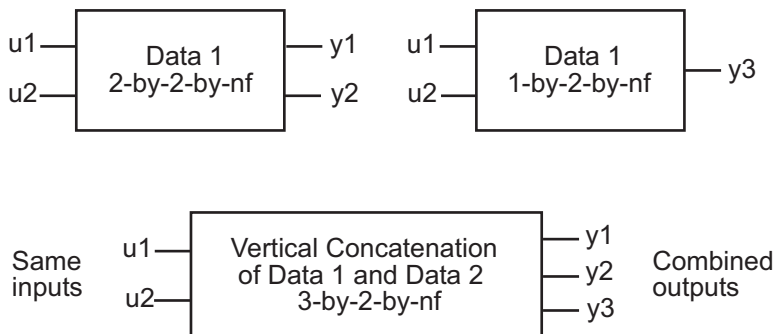 u1
u2
Data 1
2-by-2-by-nf
y1
y2
u1
u2
Data 1
1-by-2-by-nf
y3
Same
inputs
u1
u2
Vertical Concatenation
of Data 1 and Data 2
3-by-2-by-nf
y1
y2
y3
Combined
outputs